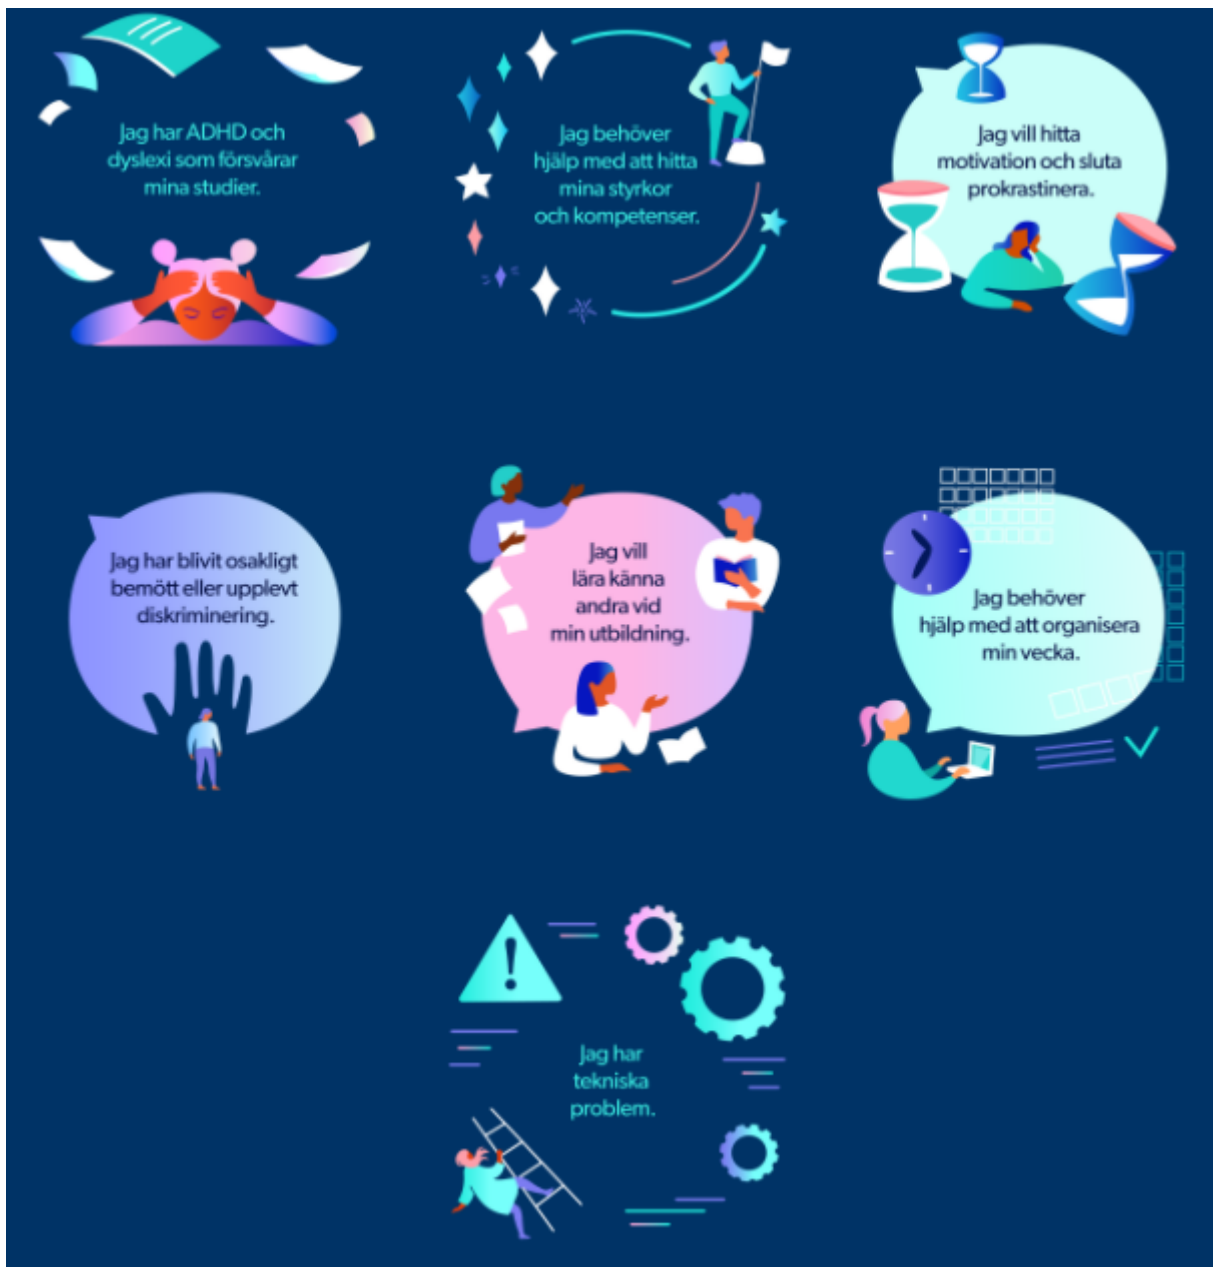 Jag har ADHD och
dyslexi som försvårar
mina studier.
Jag behöver
hjälp med att hitta
mina styrkor
och kompetenser.
Jag vill hitta
motivation och sluta
prokrastinera.
Jag har blivit osakligt
bemött eller upplevt
diskriminering.
Jag vill
lära känna
andra vid
min utbildning.
Jag behöver
hjälp med att organisera
min vecka.
Jag har
tekniska
problem.